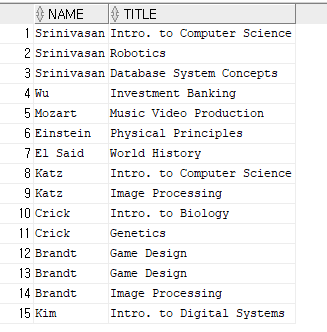 NAME TITLE
1 Srinivasan Intro. to Computer Science
2 Srinivasan Robotics
3 Srinivasan Database System Concepts
4 Wu Investment Banking
5 Mozart Music Video Production
6 Einstein Physical Principles
7 El Said World History
8 Katz Intro. to Computer Science
9 Katz Image Processing
10 Crick Intro. to Biology
11 Crick Genetics
12 Brandt Game Design
13 Brandt Game Design
14 Brandt Image Processing
15 Kim Intro. to Digital Systems